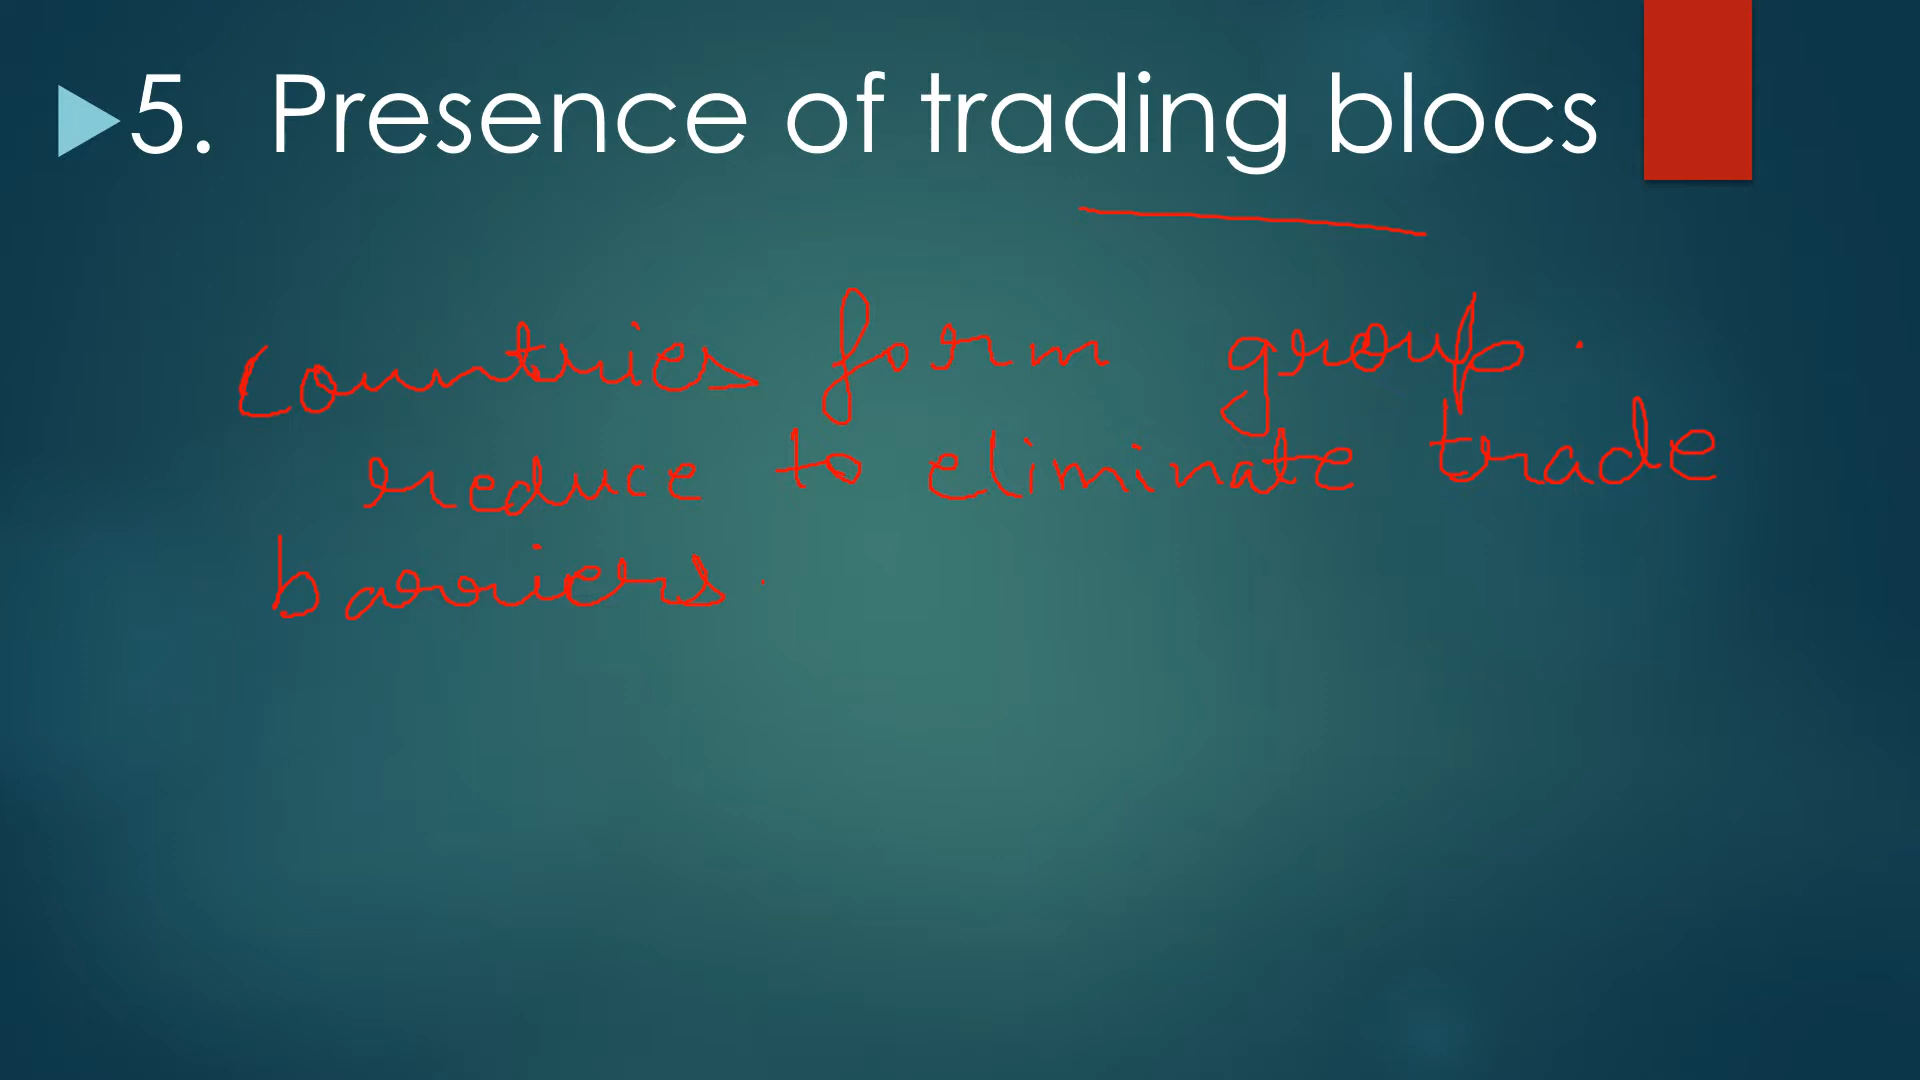 5. Presence of trading blocs
Countries form group.
reduce to eliminate trade
barriers.